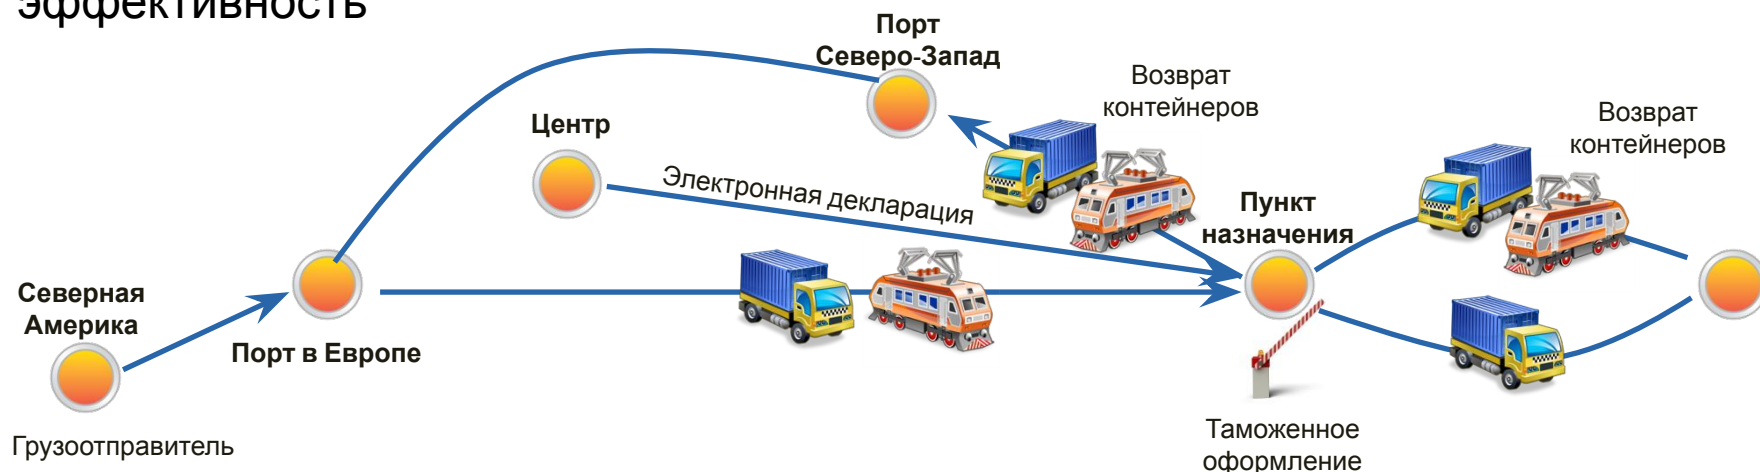 эффективность
Порт
Северо-Запад
Возврат
контейнеров
Возврат
контейнеров
Центр
Электронная декларация
Пункт
назначения
Северная
Америка
Порт в Европе
Грузоотправитель
Таможенное
оформление